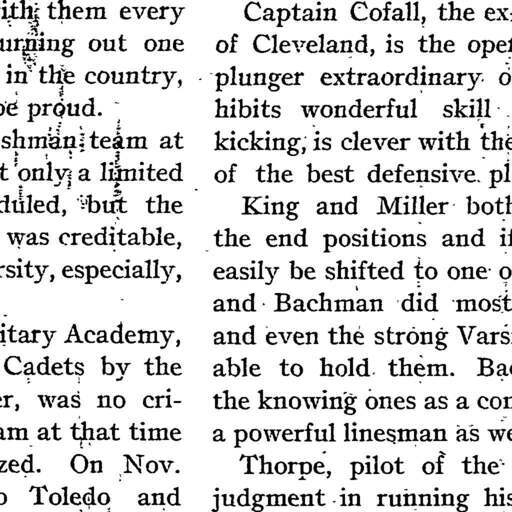 with them every
urning out one
in the country,
be proud.
shman team at
t only a limited
duled, but the
was creditable,
rsity, especially,
itary Academy,
Cadets by the
er, was no cri-
am at that time
zed. On Nov.
o Toledo and
Captain Cofall, the ex-
of Cleveland, is the ope
plunger extraordinary o
hibits wonderful skill
kicking, is clever with the
of the best defensive pl
King and Miller both
the end positions and if
easily be shifted to one o
and Bachman did most
and even the strong Varsi
able to hold them. Ba
the knowing ones as a con
a powerful linesman as we
Thorpe, pilot of the
judgment in running his